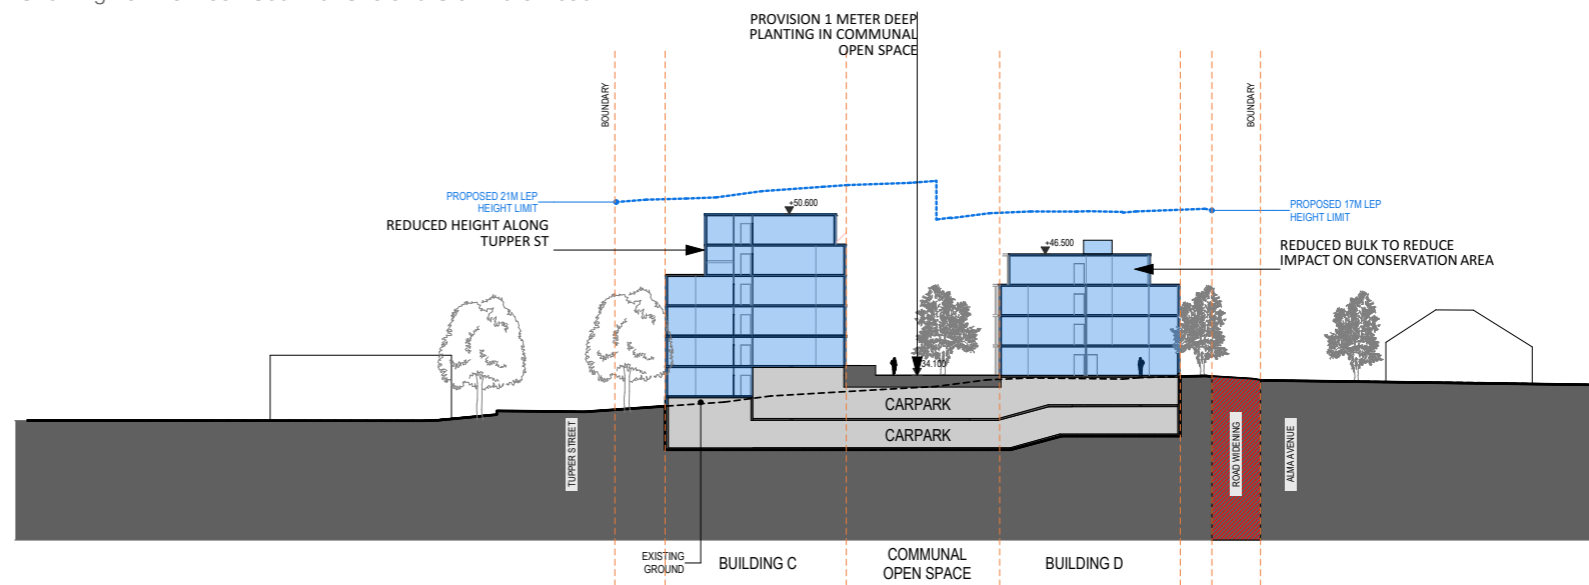 PROVISION 1 METER DEEP
PLANTING IN COMMUNAL
OPEN SPACE
BOUNDARY
BOUNDARY
PROPOSED 21M LEP
HEIGHT LIMIT
REDUCED HEIGHT ALONG
TUPPER ST
+50.600
PROPOSED 17M LEP
HEIGHT LIMIT
+46.500
REDUCED BULK TO REDUCE
IMPACT ON CONSERVATION AREA
34.100
CARPARK
CARPARK
TUPPER STREET
ROAD WIDENING
ALMA AVENUE
EXISTING
GROUND
BUILDING C
COMMUNAL
OPEN SPACE
BUILDING D